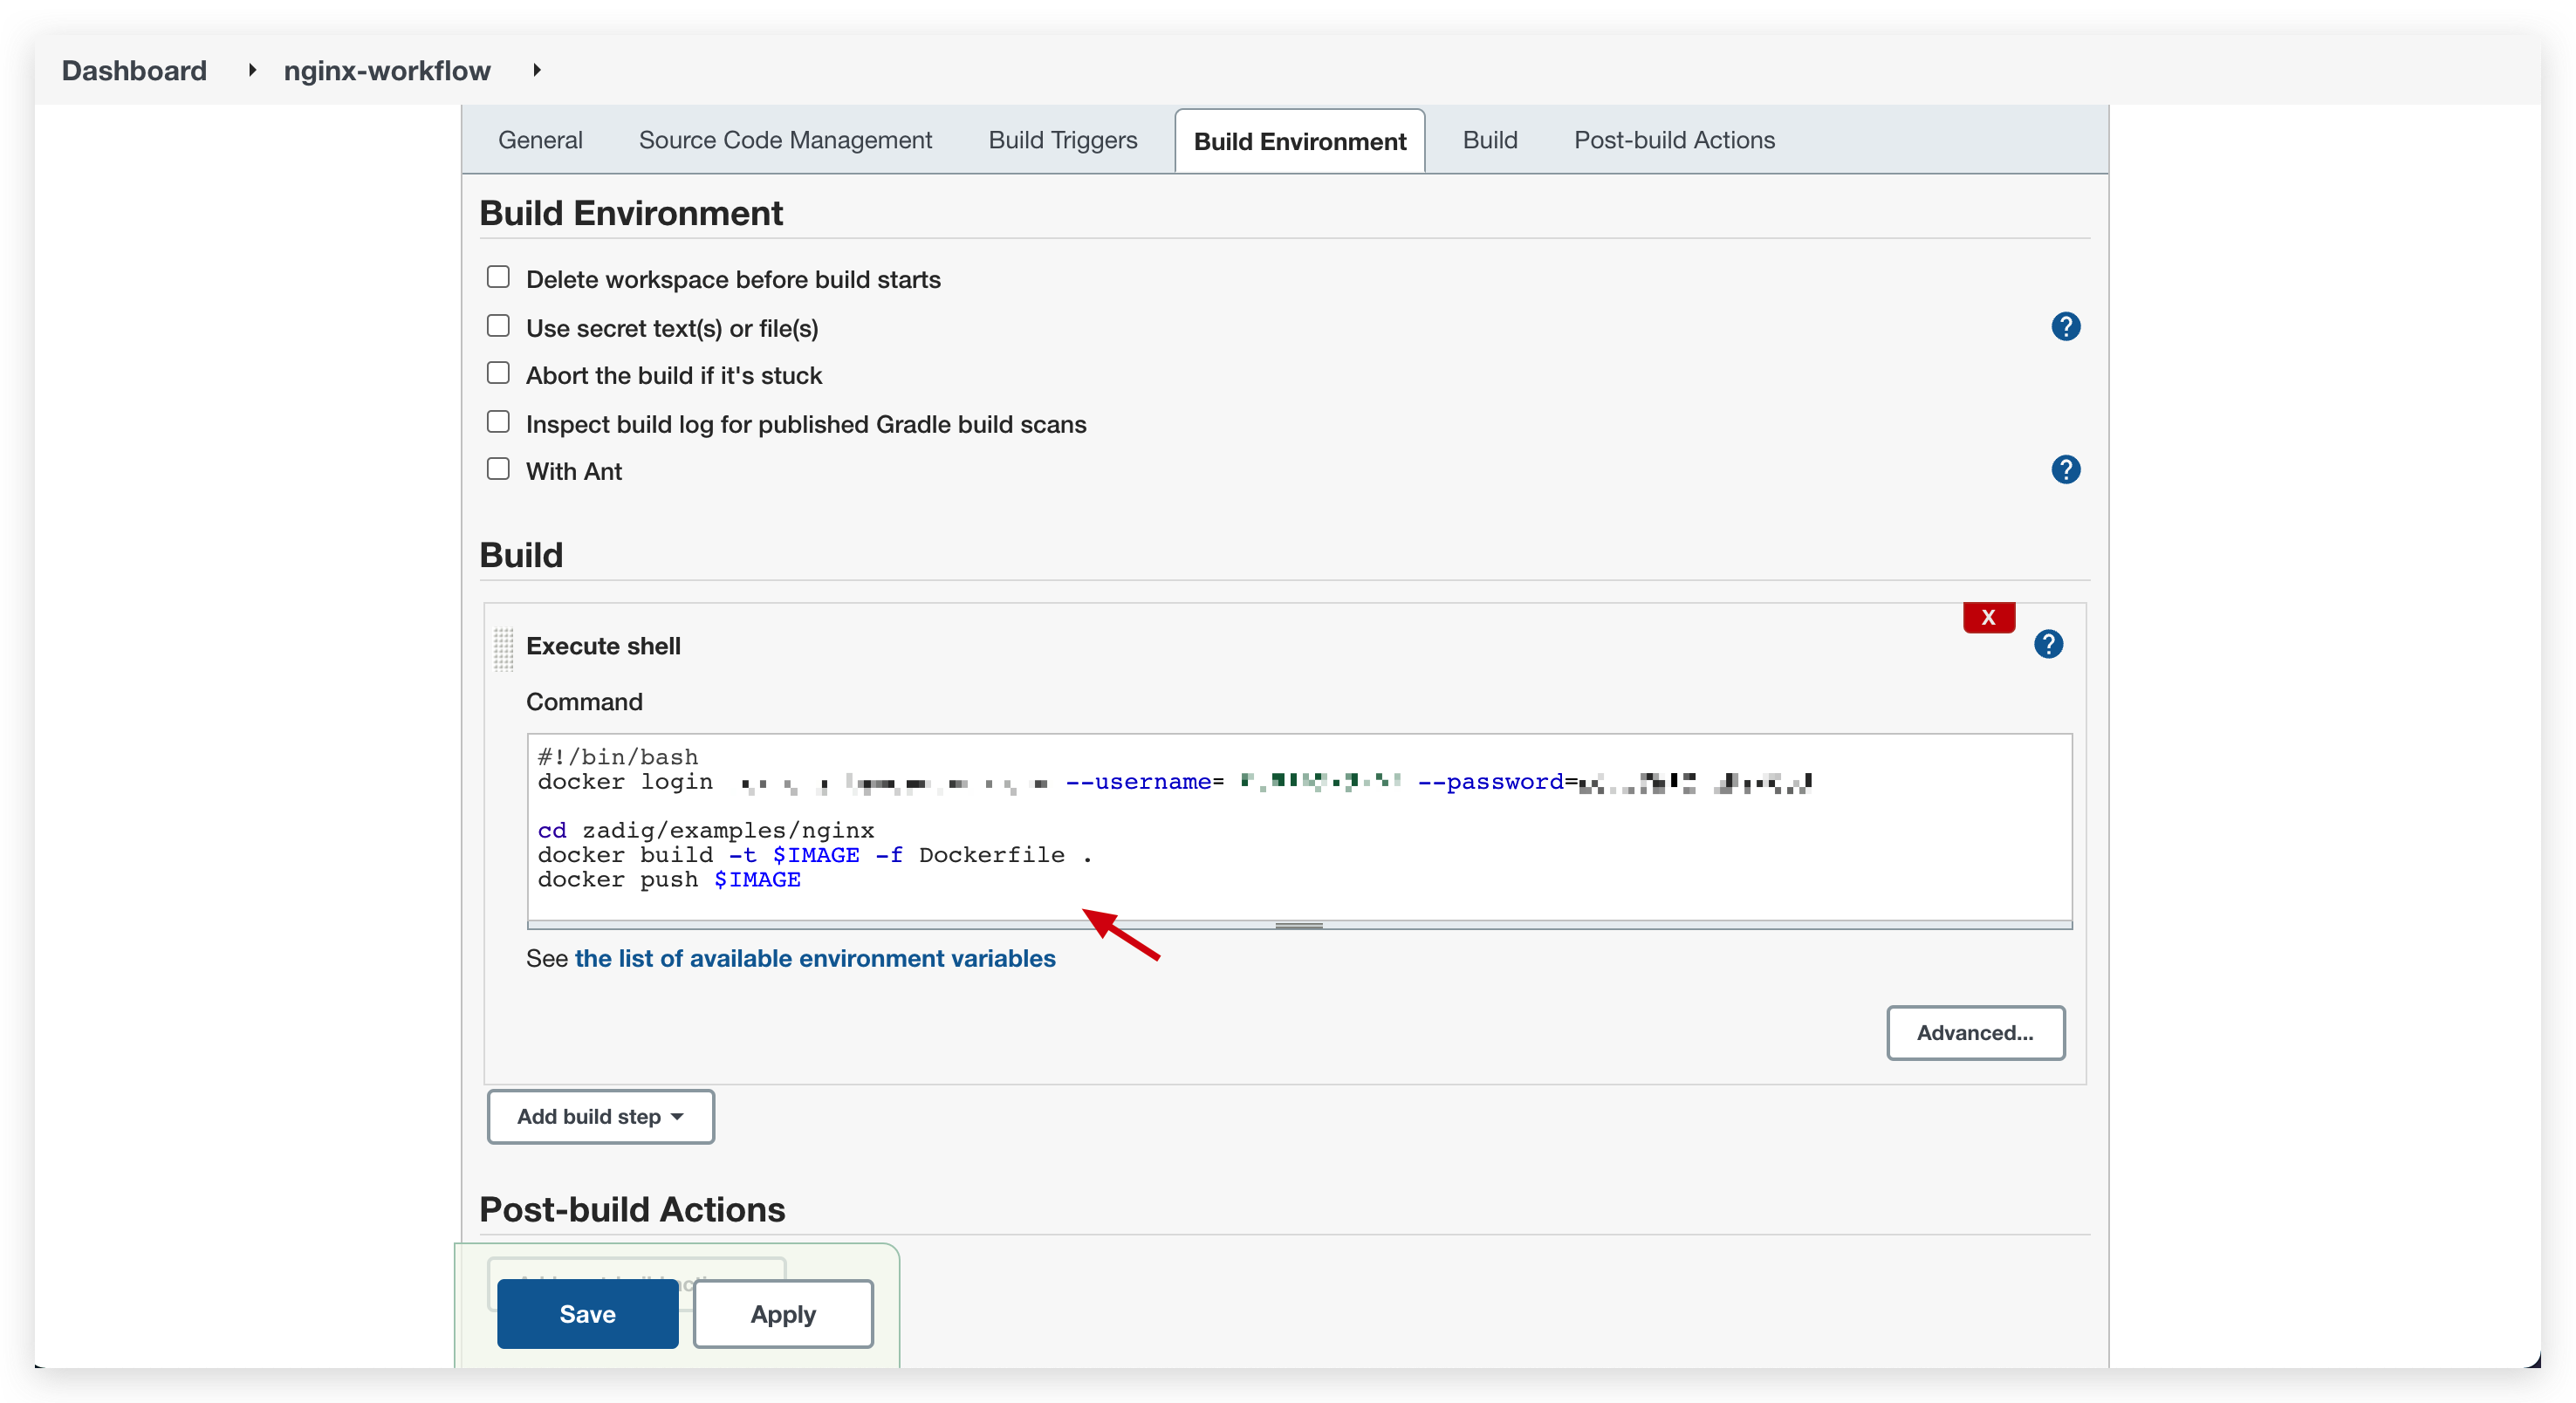 Dashboard nginx-workflow
General Source Code Management Build Triggers Build Environment Build Post-build Actions
Build Environment
Delete workspace before build starts
Use secret text(s) or file(s) ?
Abort the build if it's stuck
Inspect build log for published Gradle build scans
With Ant ?
Build
X
Execute shell ?
Command
#!/bin/bash
docker login --username= --password=
cd zadig/examples/nginx
docker build -t $IMAGE -f Dockerfile .
docker push $IMAGE
See the list of available environment variables
Advanced...
Add build step
Post-build Actions
Save Apply